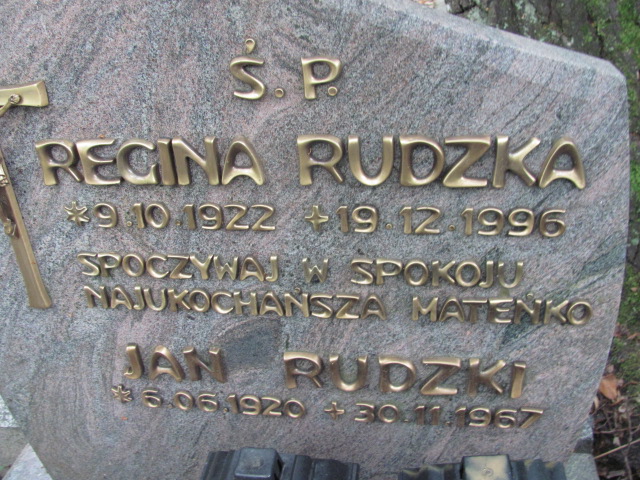 Ś.P.
REGINA RUDZKA
*9.10.1922 +19.12.1996
SPOCZYWAJ W SPOKOJU
NAJUKOCHAŃSZA MATEŃKO
JAN RUDZKI
*6.06.1920 +30.11.1967